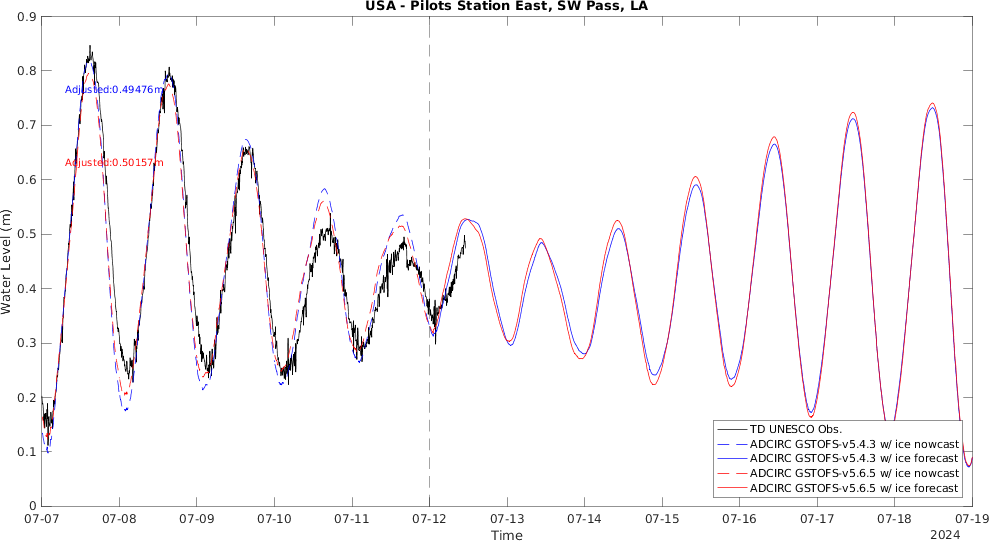 USA - Pilots Station East, SW Pass, LA
0.9
0.8
0.7
0.6
0.5
0.4
0.3
0.2
0.1
0
Water Level (m)
Adjusted:0.49476m
Adjusted:0.50157m
TD UNESCO Obs.
ADCIRC GSTOFS-v5.4.3 w/ ice nowcast
ADCIRC GSTOFS-v5.4.3 w/ ice forecast
ADCIRC GSTOFS-v5.6.5 w/ ice nowcast
ADCIRC GSTOFS-v5.6.5 w/ ice forecast
07-07 07-08 07-09 07-10 07-11 07-12 07-13 07-14 07-15 07-16 07-17 07-18 07-19
Time
2024